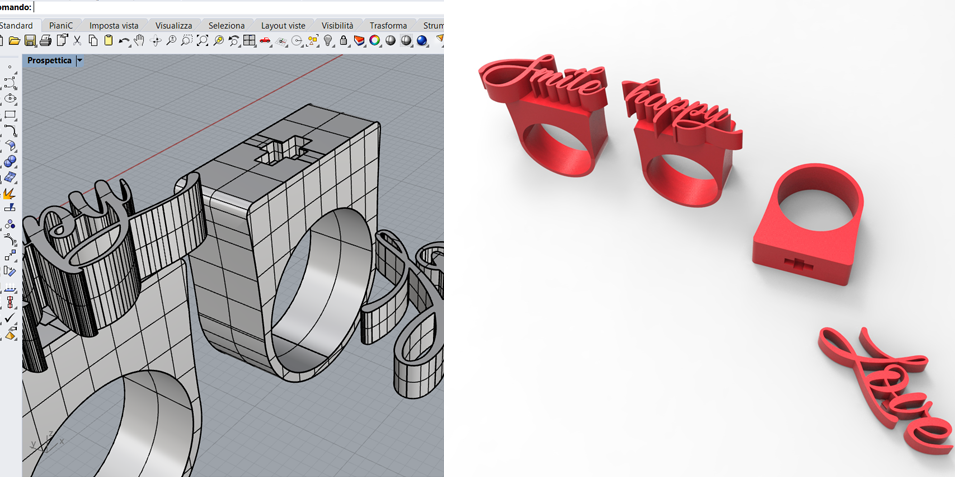 omando:
Standard PianiC Imposta vista Visualizza Seleziona Layout viste Visibilità Trasforma Strum
Prospettica
Smile
happy
Love
y z x